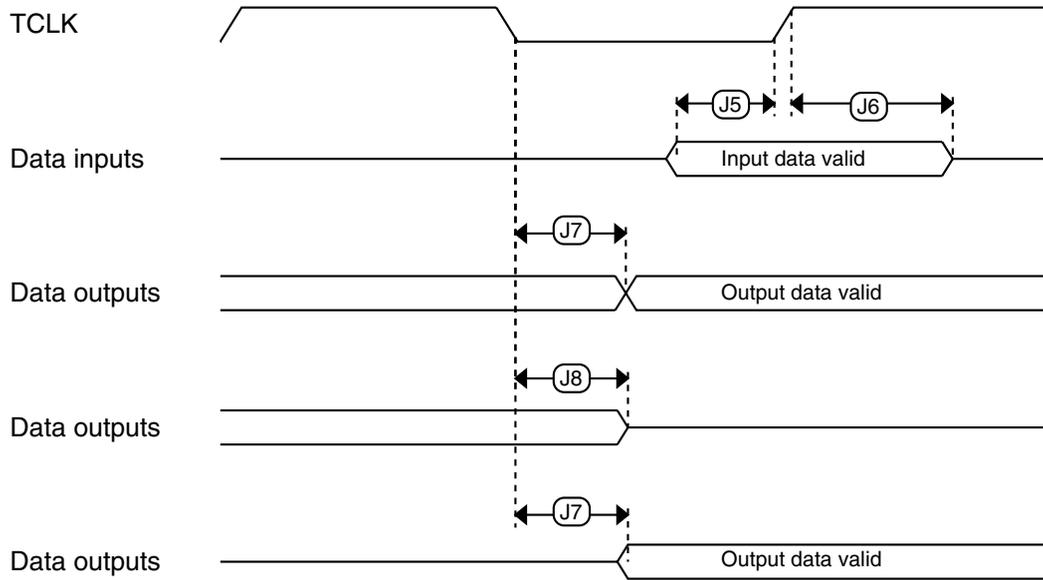 TCLK
J5
J6
Data inputs
Input data valid
J7
Data outputs
Output data valid
J8
Data outputs
J7
Data outputs
Output data valid